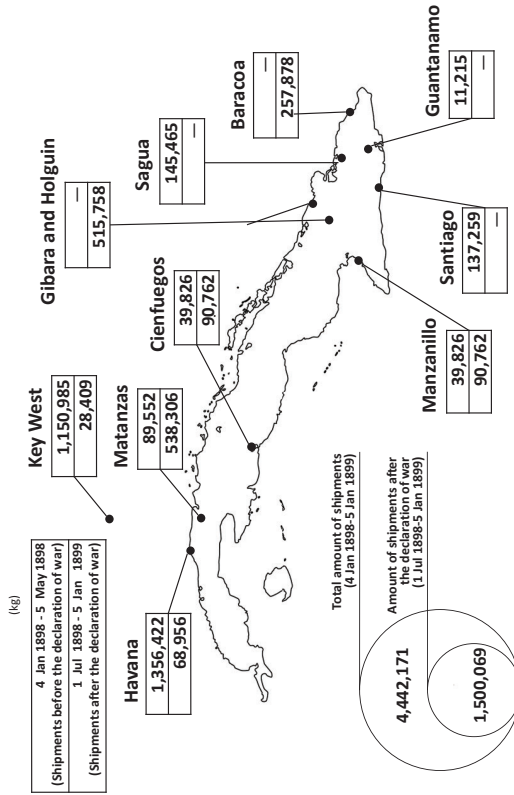 (kg)
4 Jan 1898 - 5 May 1898
(Shipments before the declaration of war)
1 Jul 1898 - 5 Jan 1899
(Shipments after the declaration of war)
Key West
1,150,985
28,409
Gibara and Holguin
—
515,758
Sagua
145,465
—
Baracoa
—
257,878
Havana
1,356,422
68,956
Matanzas
89,552
538,306
Cienfuegos
39,826
90,762
Manzanillo
39,826
90,762
Santiago
137,259
—
Guantanamo
11,215
—
Total amount of shipments
(4 Jan 1898-5 Jan 1899)
Amount of shipments after
the declaration of war
(1 Jul 1898-5 Jan 1899)
4,442,171
1,500,069